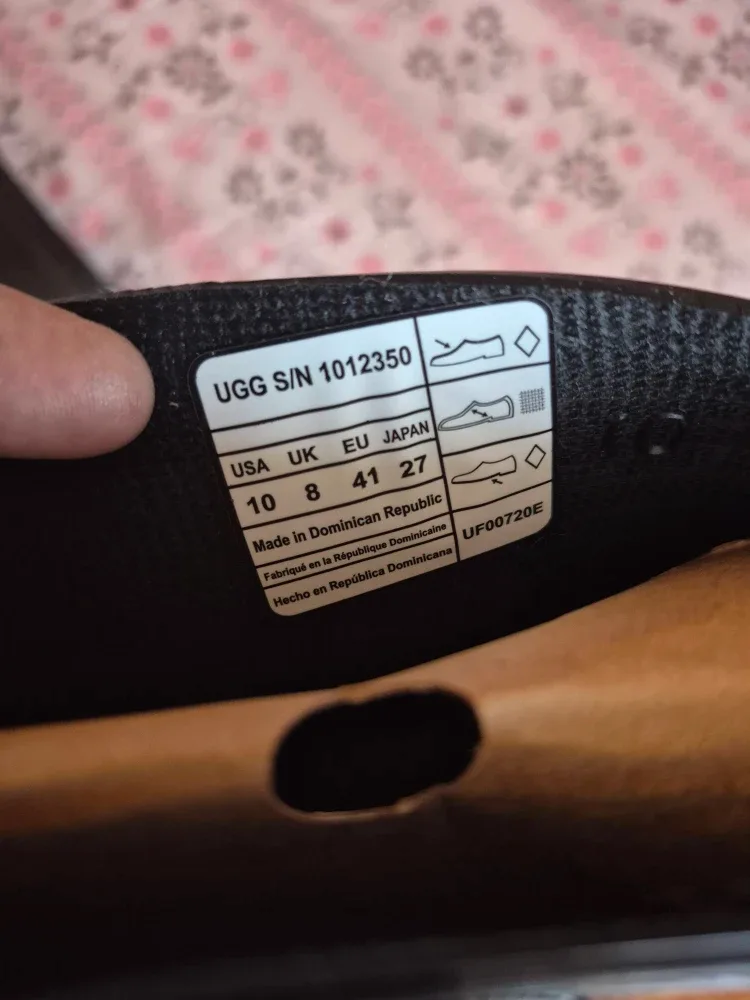 UGG S/N 1012350
USA UK EU JAPAN
10 8 41 27
Made in Dominican Republic
Fabriqué en la République Dominicaine
Hecho en República Dominicana
UF00720E